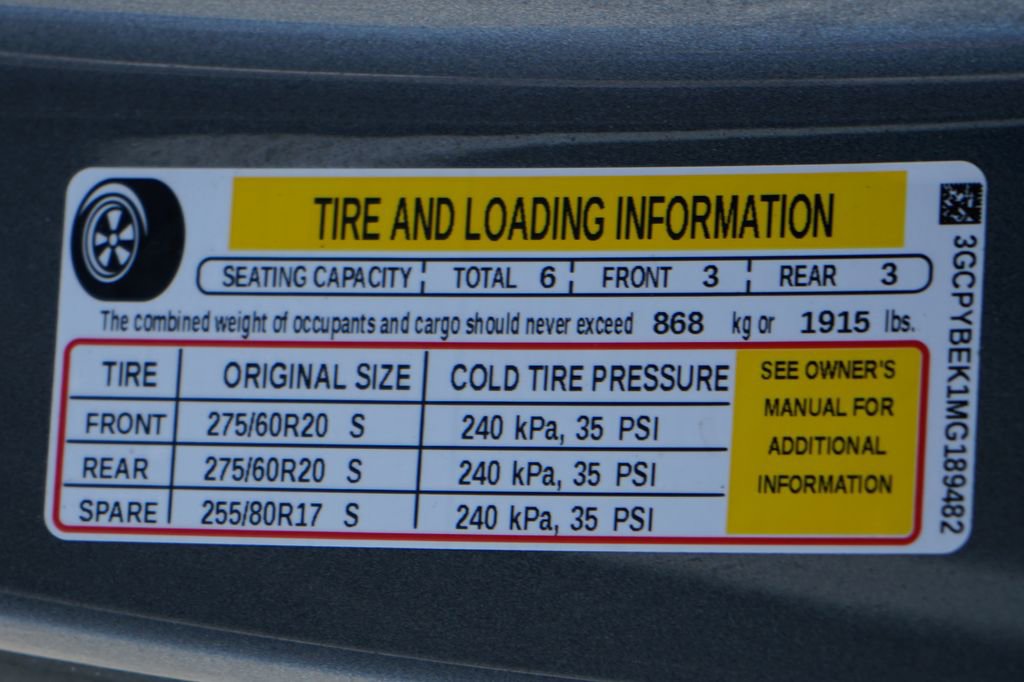 TIRE AND LOADING INFORMATION
SEATING CAPACITY TOTAL 6 FRONT 3 REAR 3
The combined weight of occupants and cargo should never exceed 868 kg or 1915 lbs.
TIRE ORIGINAL SIZE COLD TIRE PRESSURE
FRONT 275/60R20 S 240 kPa, 35 PSI
REAR 275/60R20 S 240 kPa, 35 PSI
SPARE 255/80R17 S 240 kPa, 35 PSI
SEE OWNER'S
MANUAL FOR
ADDITIONAL
INFORMATION
3GCPYBEK1MG189482